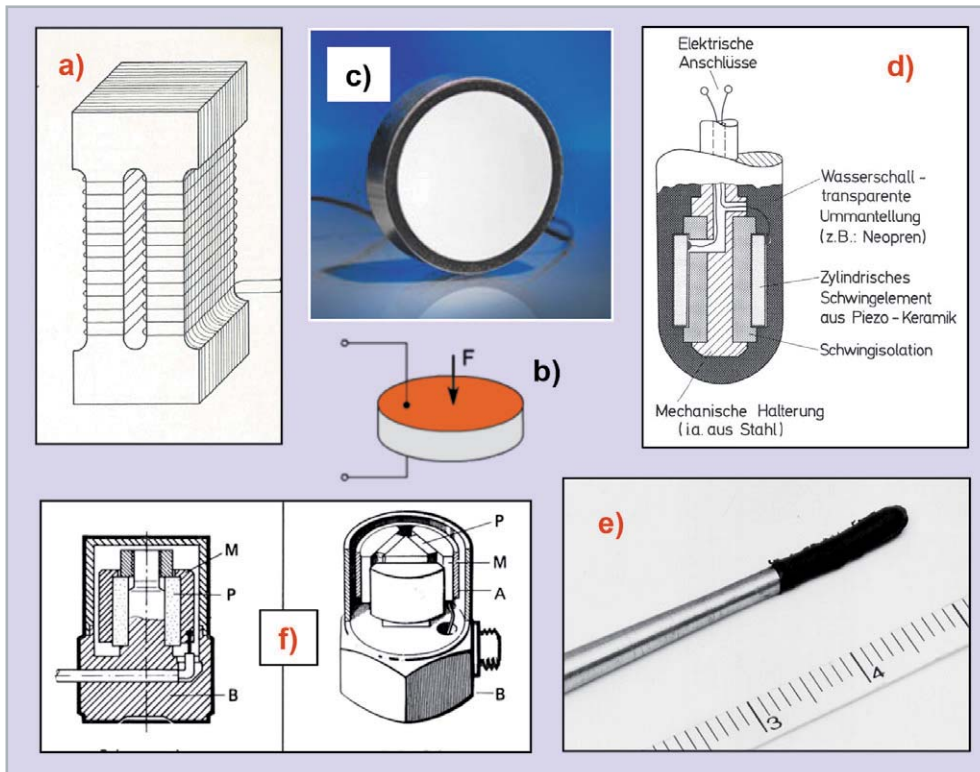 a)
c)
d)
Elektrische
Anschlüsse
Wasserschall-
transparente
Ummantellung
(z.B.: Neopren)
Zylindrisches
Schwingelement
aus Piezo-Keramik
Schwingisolation
Mechanische Halterung
(i.a. aus Stahl)
F
b)
M
P
B
f)
P
M
A
B
e)
3
4